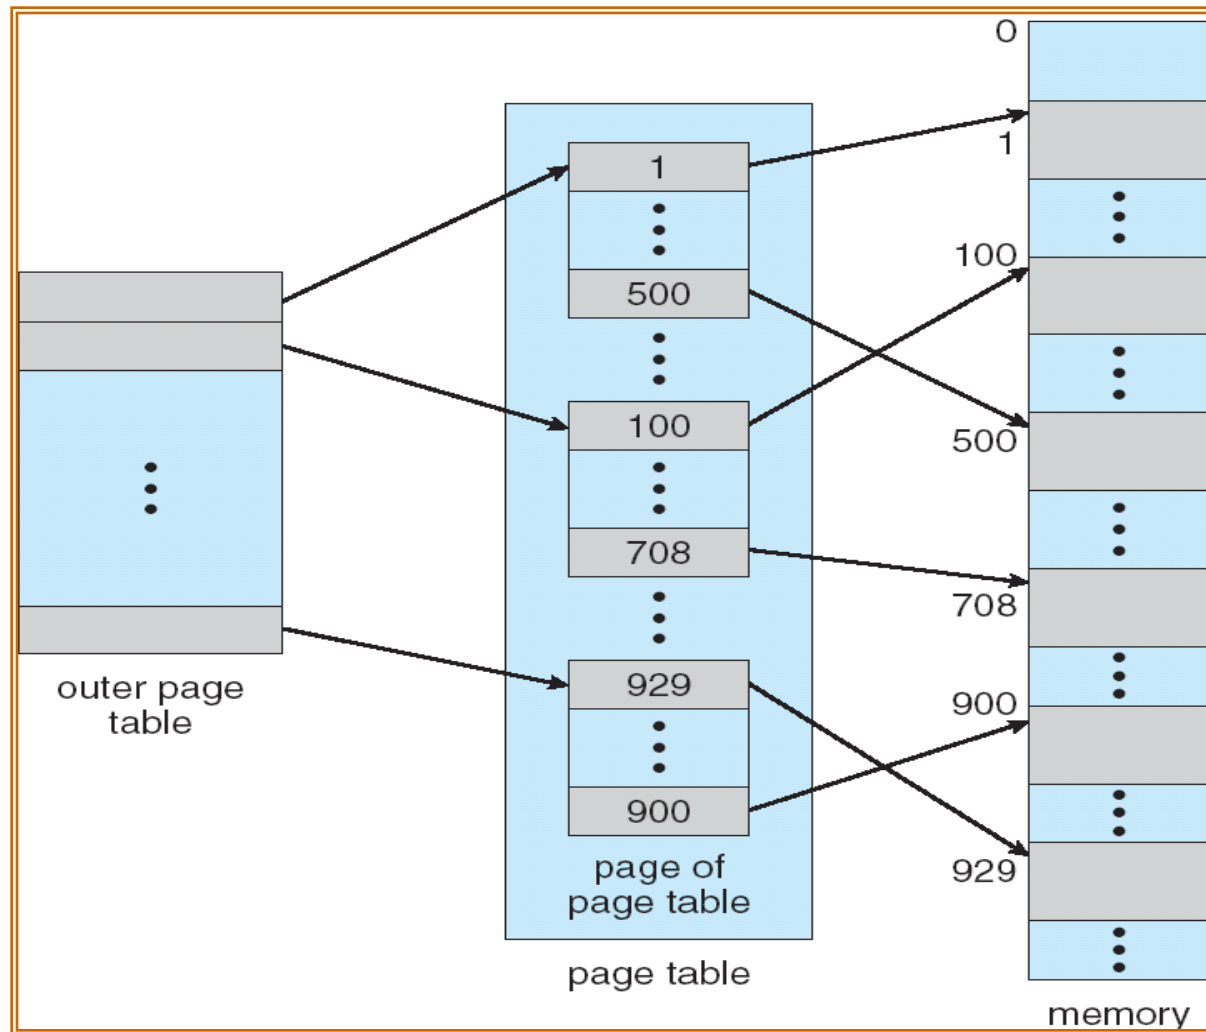 outer page
table
1
500
100
708
929
900
page of
page table
page table
0
1
100
500
708
900
929
memory